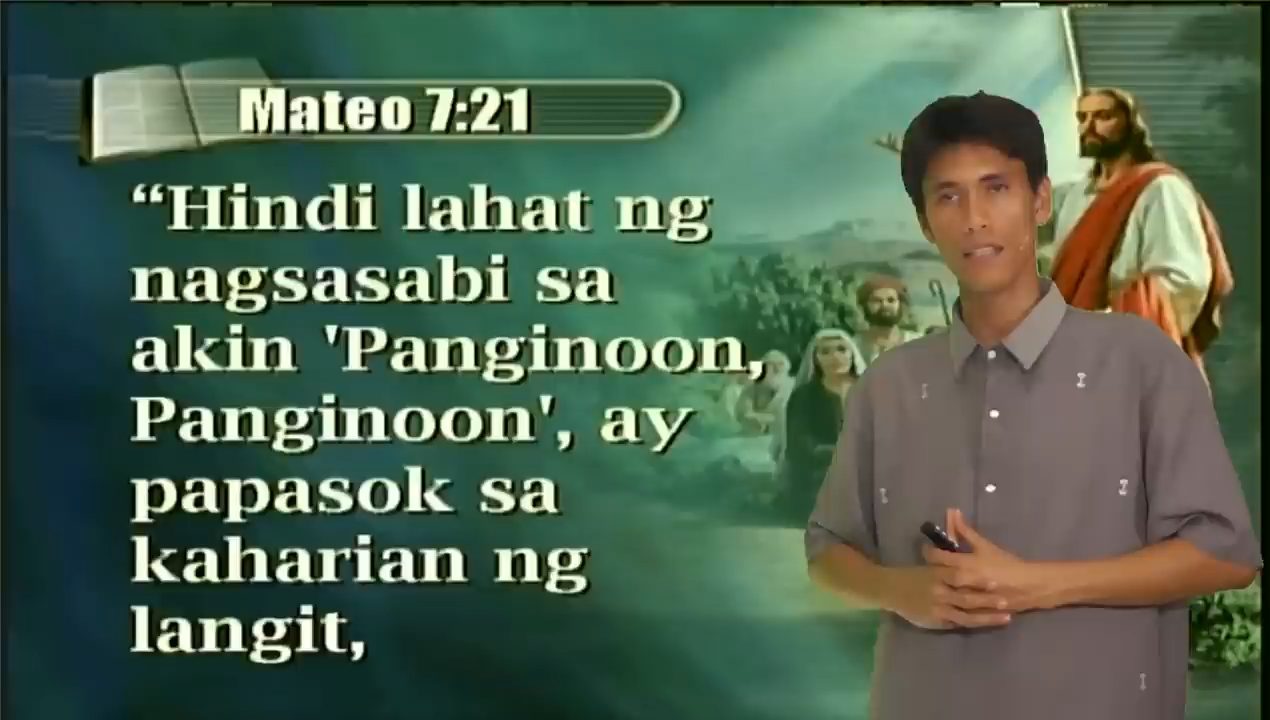 Mateo 7:21
“Hindi lahat ng
nagsasabi sa
akin 'Panginoon,
Panginoon', ay
papasok sa
kaharian ng
langit,